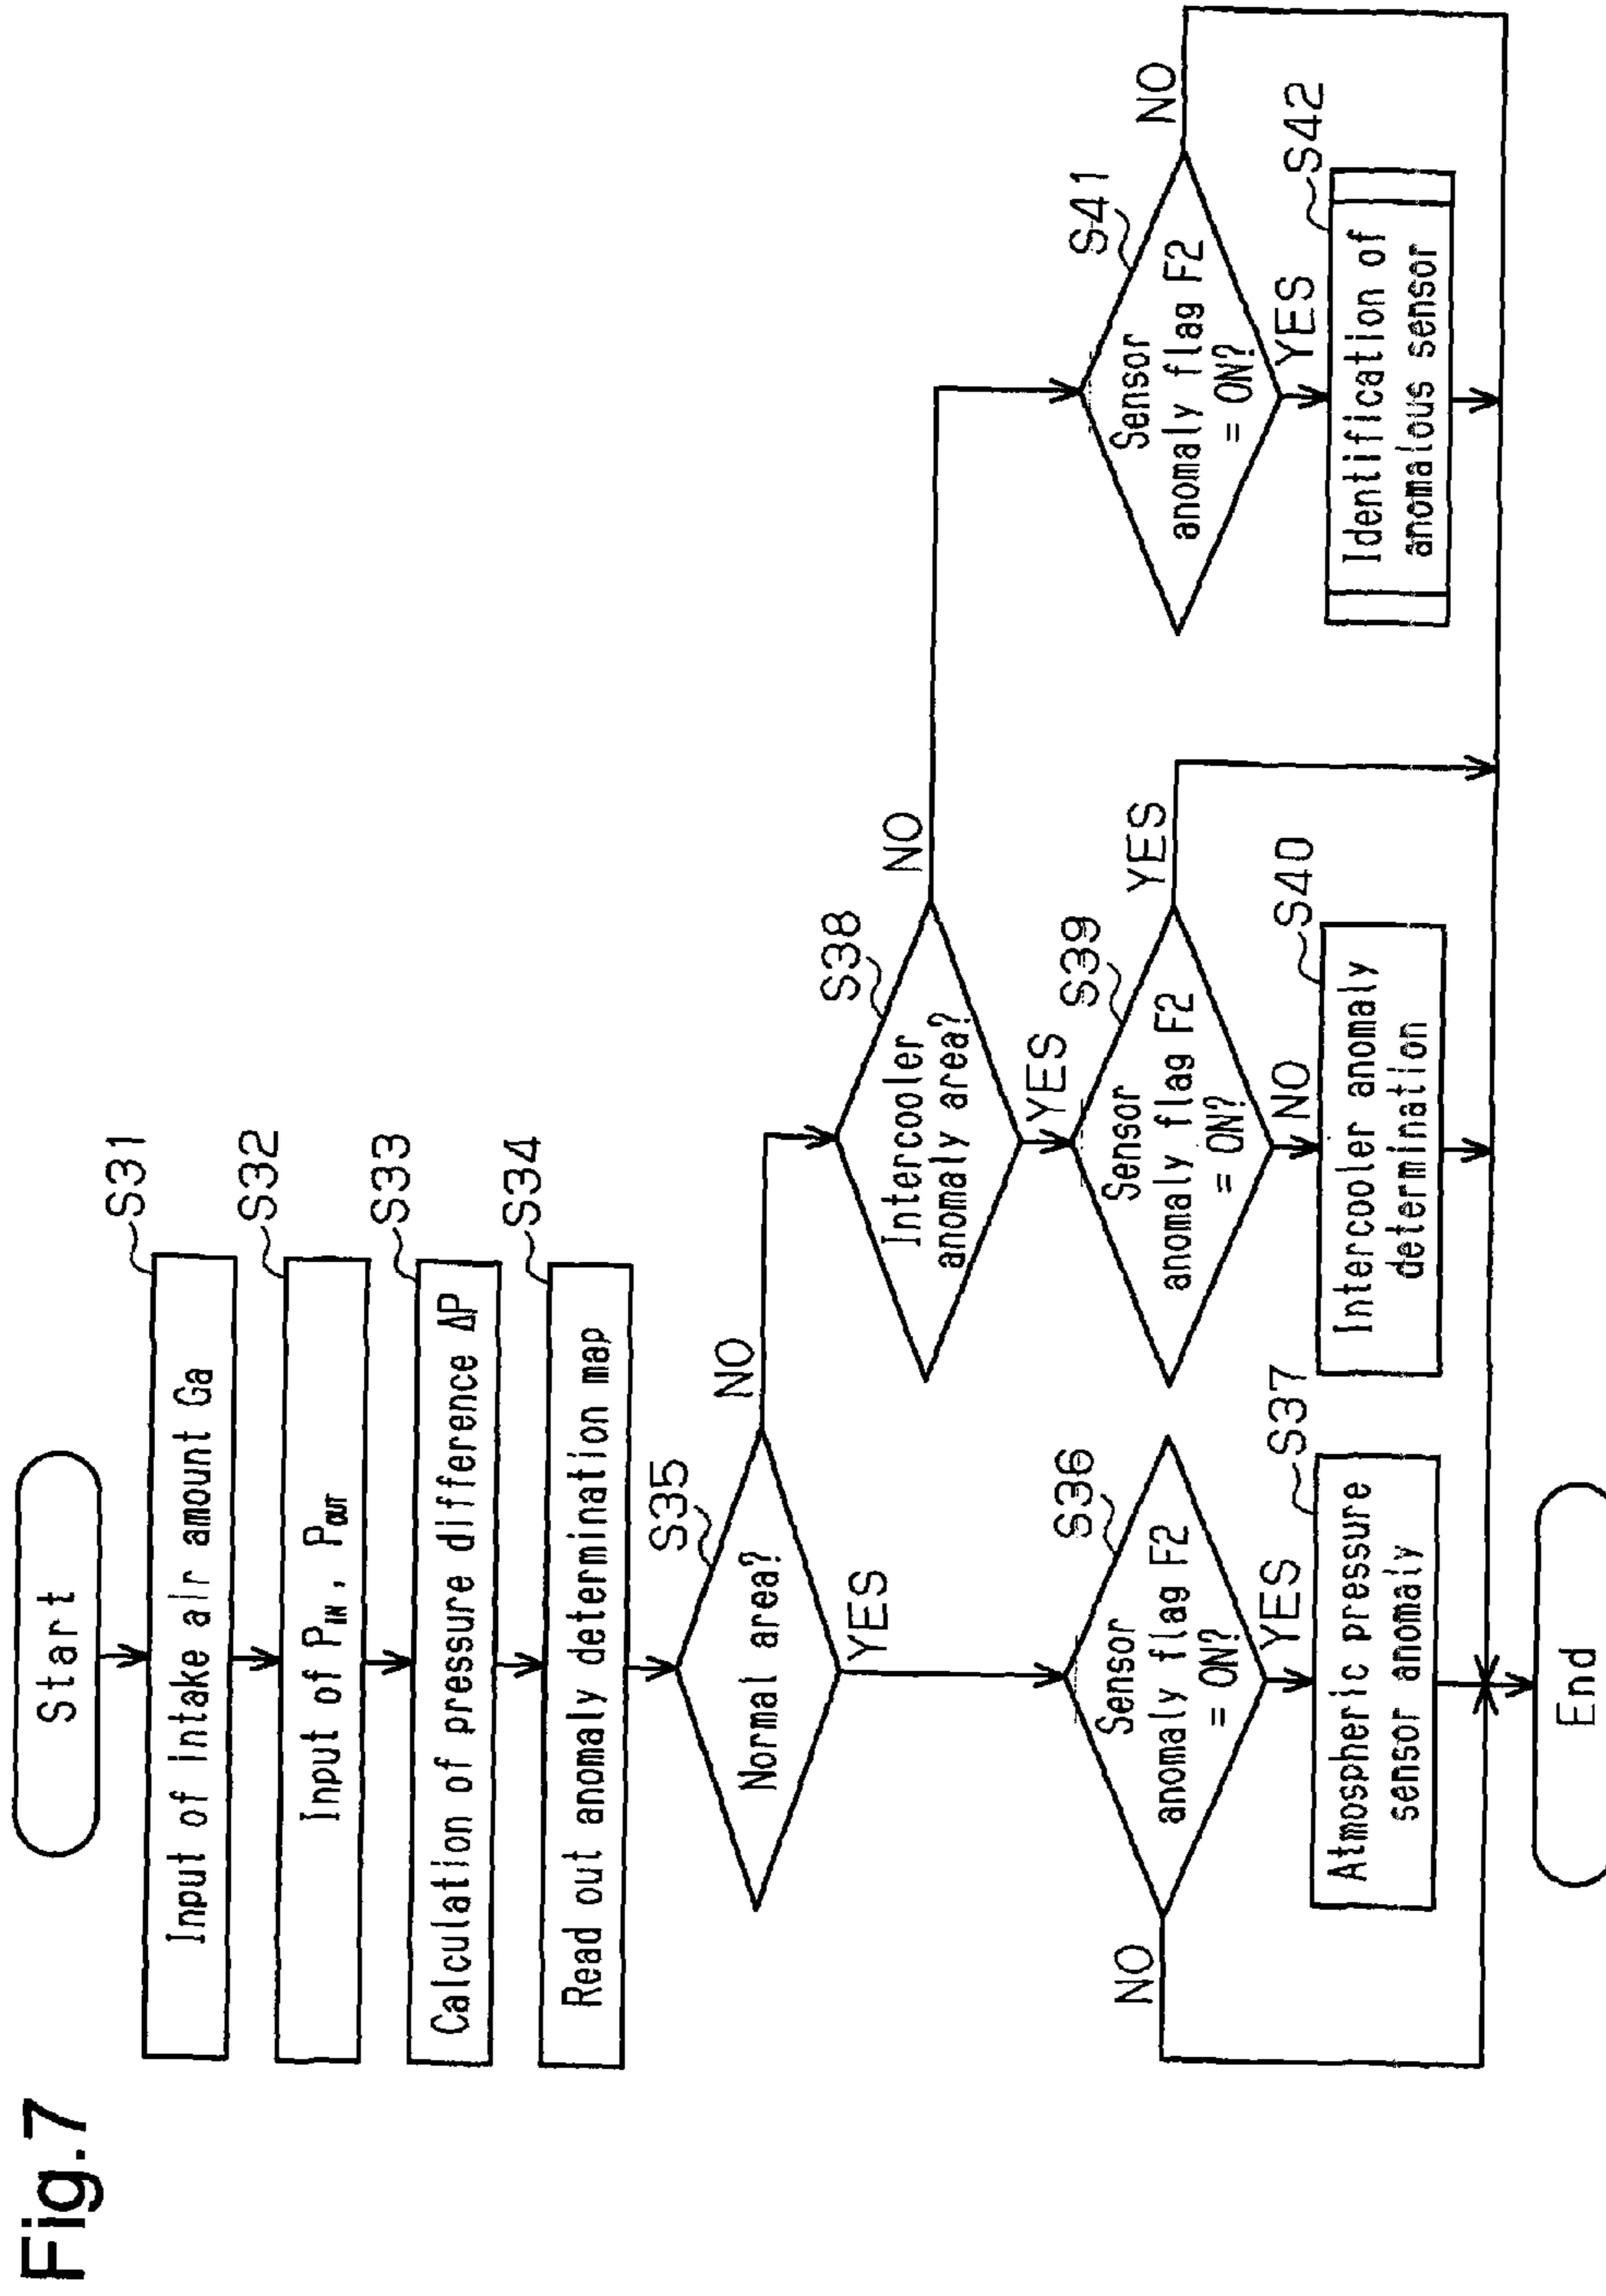 Fig.7
Start
S31
Input of intake air amount Ga
S32
Input of PIN, POUT
S33
Calculation of pressure difference ΔP
S34
Read out anomaly determination map
S35
Normal area?
NO
YES
S38
Intercooler
anomaly area?
NO
YES
S36
Sensor
anomaly flag F2
= ON?
NO
YES
S39
Sensor
anomaly flag F2
= ON?
YES
NO
S41
Sensor
anomaly flag F2
= ON?
NO
YES
S37
Atmospheric pressure
sensor anomaly
S40
Intercooler anomaly
determination
S42
Identification of
anomalous sensor
End